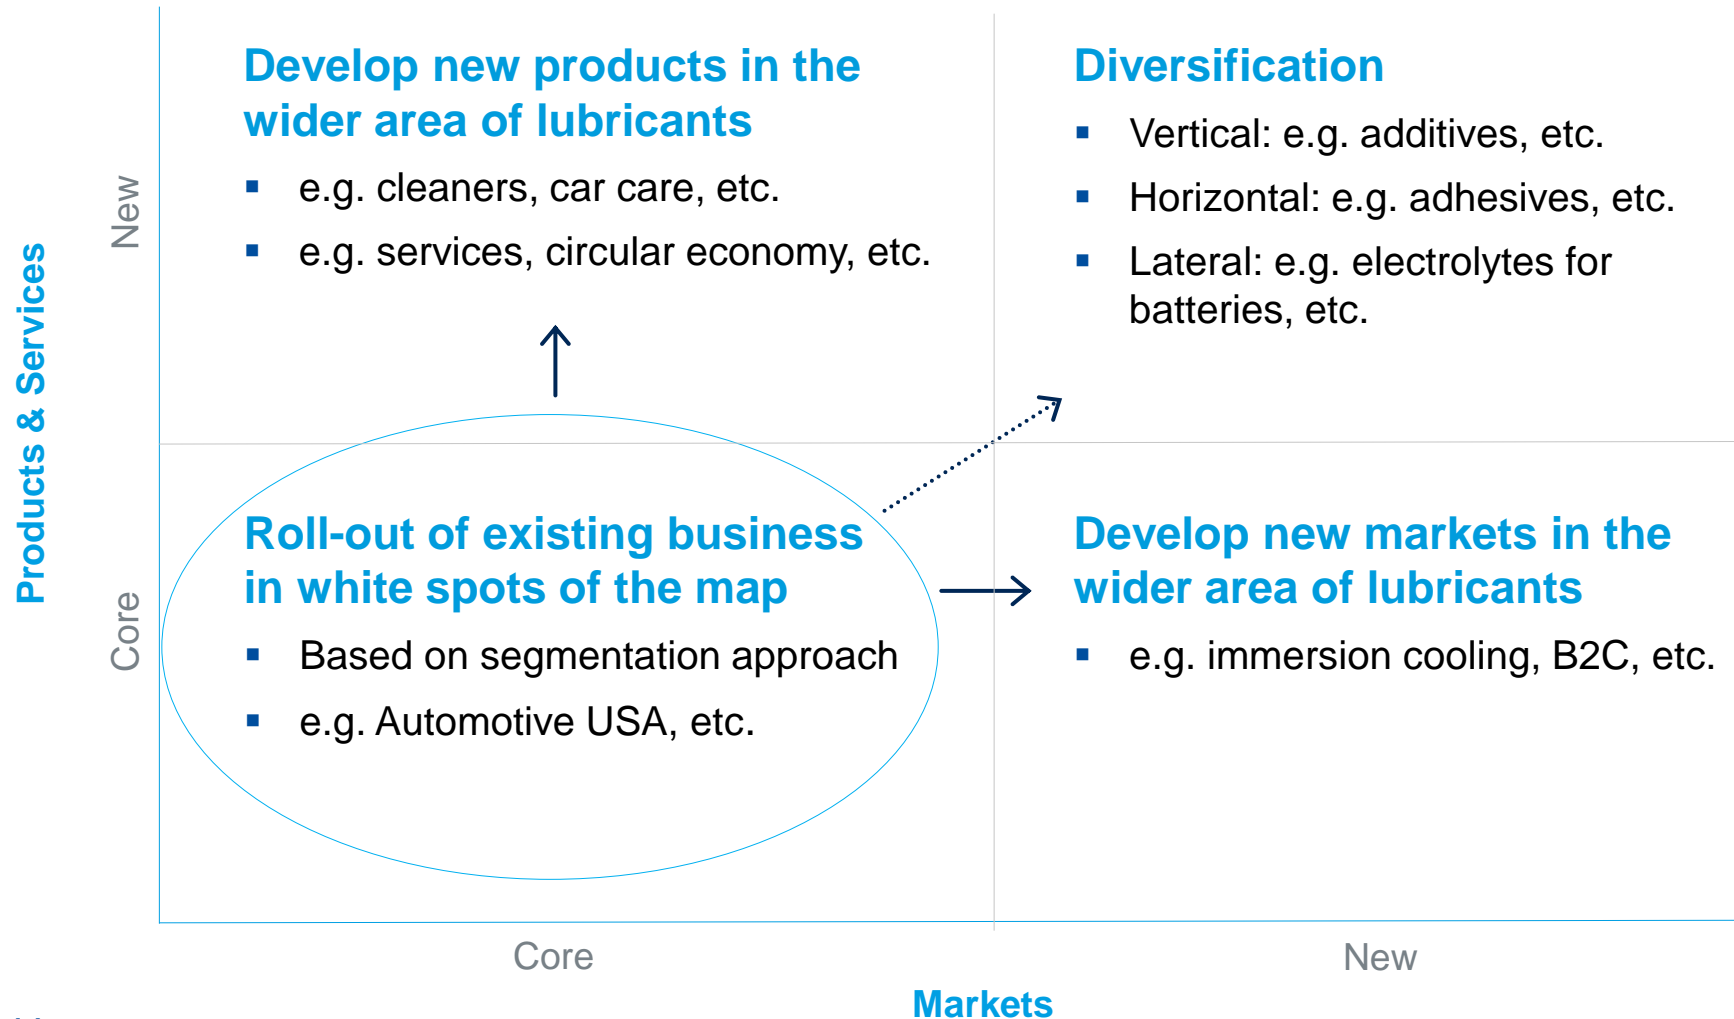 Develop new products in the
wider area of lubricants
▪ e.g. cleaners, car care, etc.
▪ e.g. services, circular economy, etc.
Diversification
▪ Vertical: e.g. additives, etc.
▪ Horizontal: e.g. adhesives, etc.
▪ Lateral: e.g. electrolytes for
batteries, etc.
New
Products & Services
Core
Roll-out of existing business
in white spots of the map
▪ Based on segmentation approach
▪ e.g. Automotive USA, etc.
Develop new markets in the
wider area of lubricants
▪ e.g. immersion cooling, B2C, etc.
Core
New
Markets